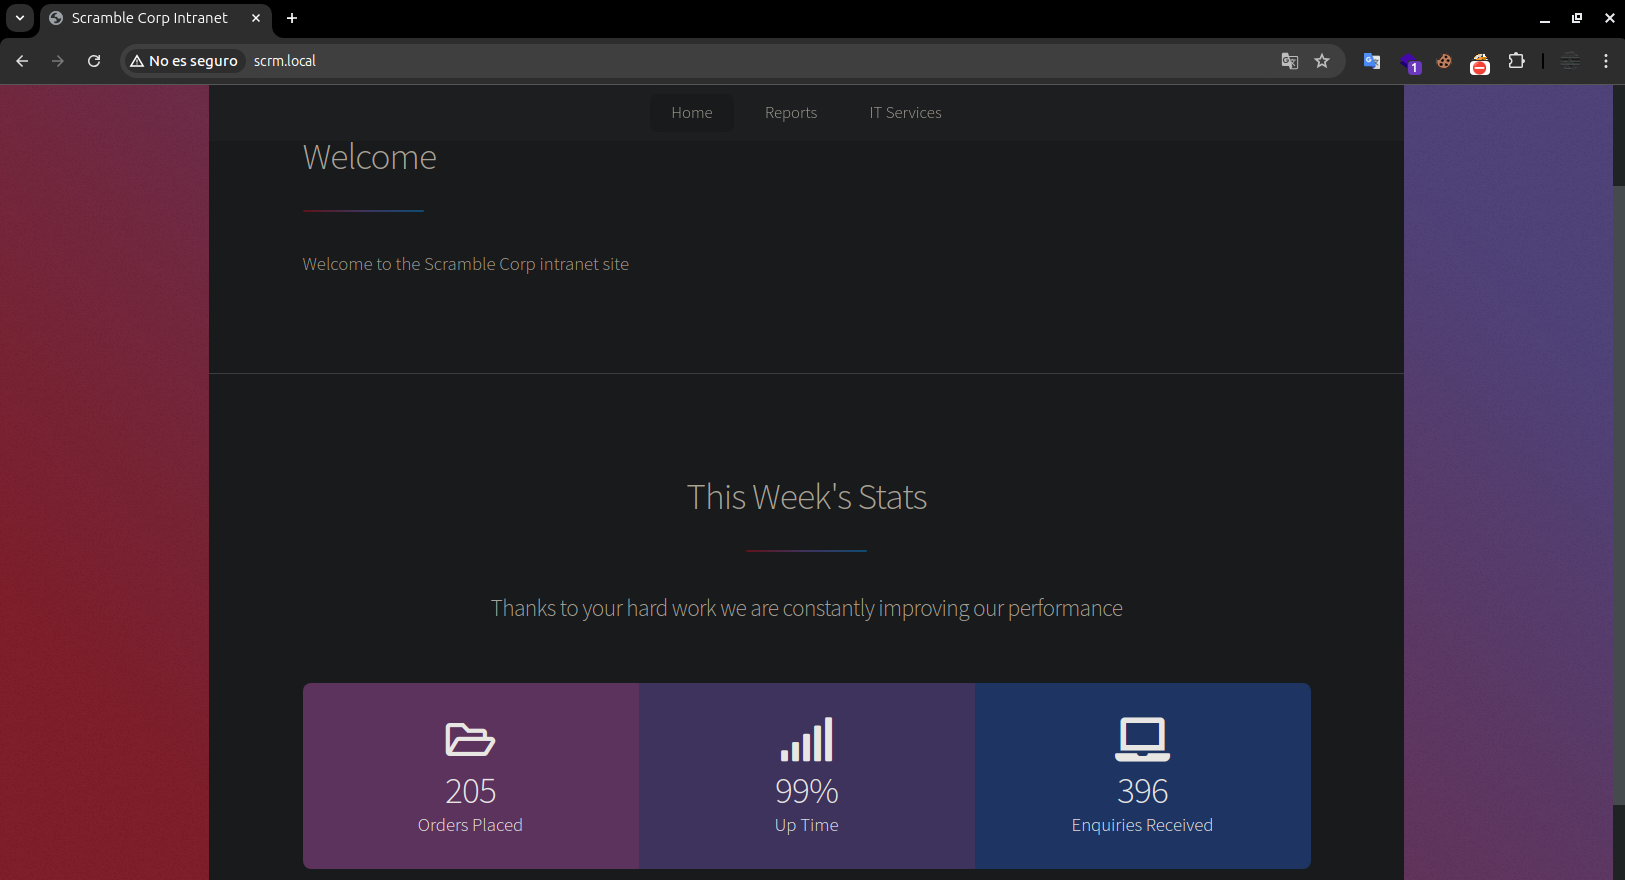 Scramble Corp Intranet
No es seguro
scrm.local
1
Home
Reports
IT Services
Welcome
Welcome to the Scramble Corp intranet site
This Week's Stats
Thanks to your hard work we are constantly improving our performance
205
Orders Placed
99%
Up Time
396
Enquiries Received